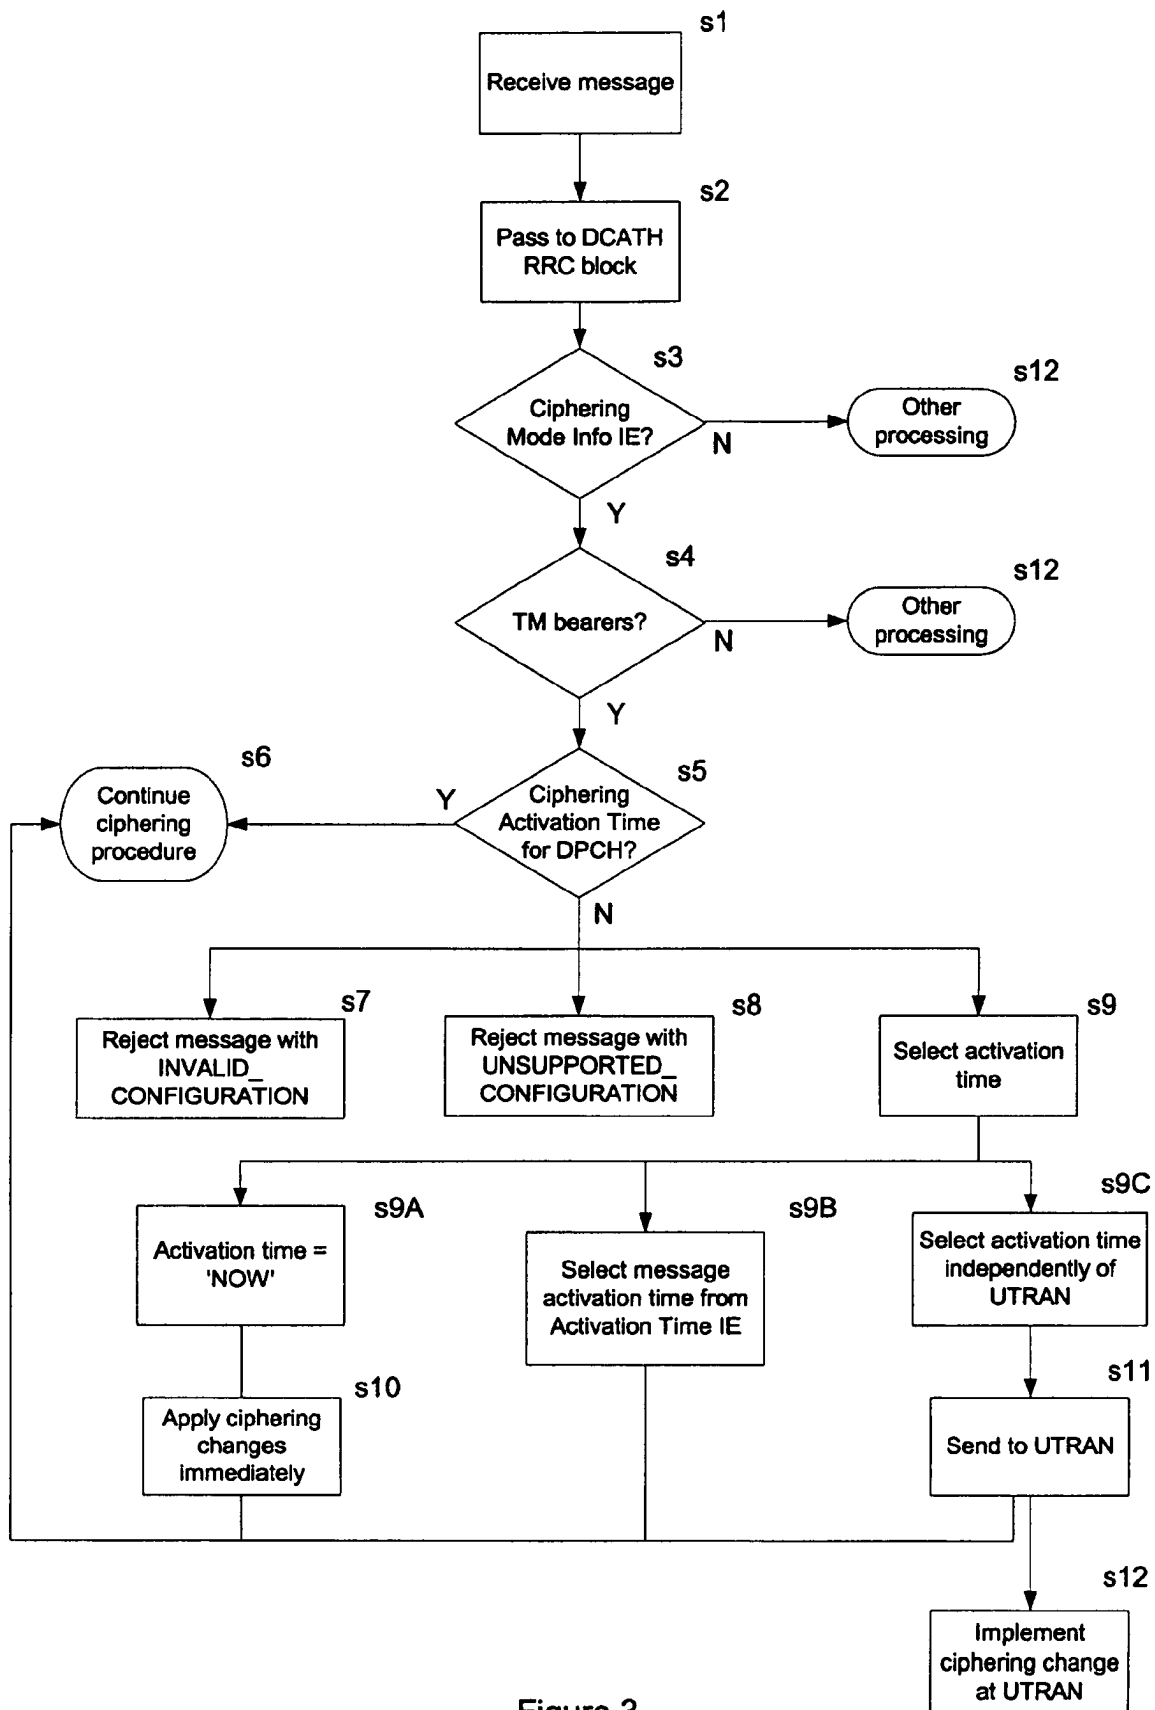 s1
Receive message
s2
Pass to DCATH
RRC block
s3
Ciphering
Mode Info IE?
N
s12
Other
processing
Y
s4
TM bearers?
N
s12
Other
processing
Y
s5
Ciphering
Activation Time
for DPCH?
Y
s6
Continue
ciphering
procedure
N
s7
Reject message with
INVALID_
CONFIGURATION
s8
Reject message with
UNSUPPORTED_
CONFIGURATION
s9
Select activation
time
s9A
Activation time =
'NOW'
s9B
Select message
activation time from
Activation Time IE
s9C
Select activation time
independently of
UTRAN
s10
Apply ciphering
changes
immediately
s11
Send to UTRAN
s12
Implement
ciphering change
at UTRAN